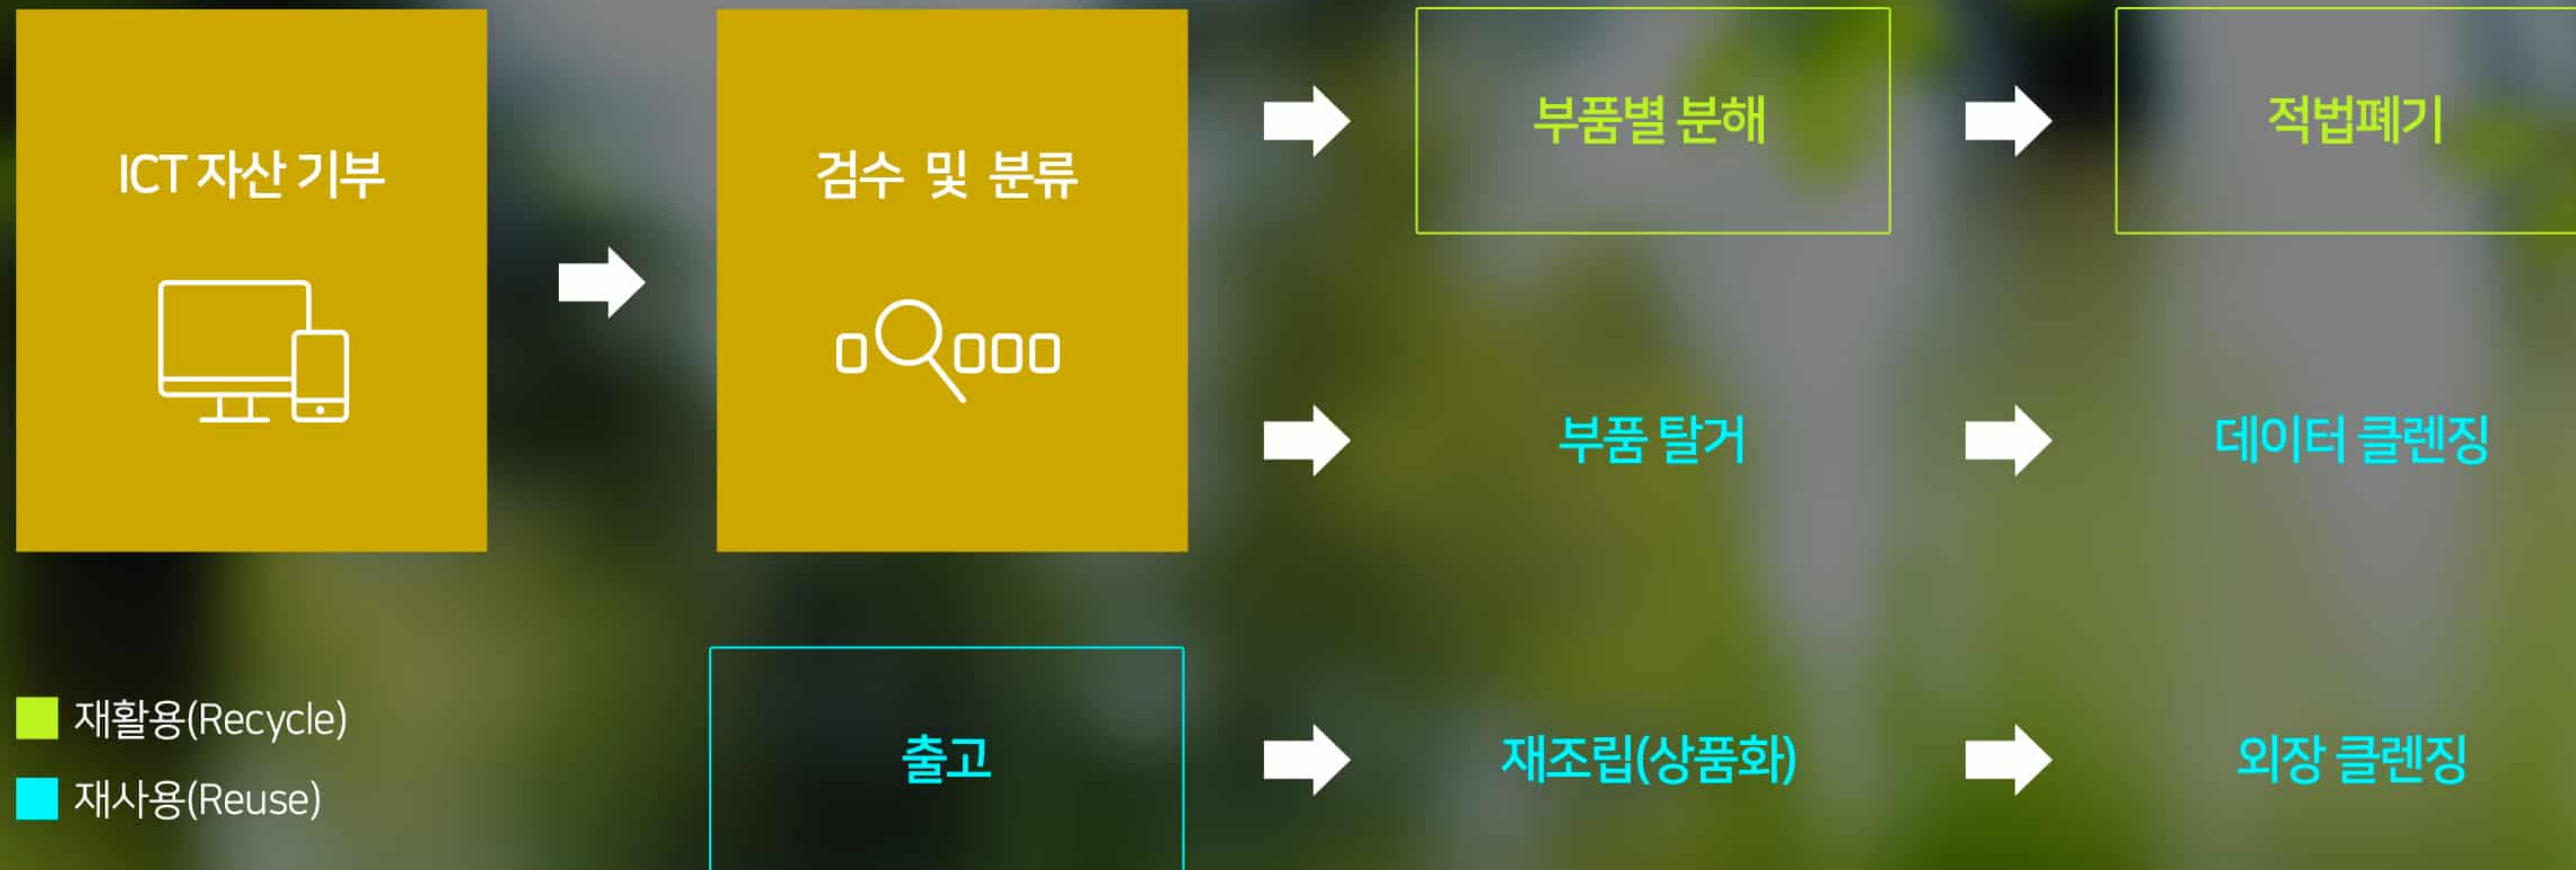 ICT 자산 기부
검수 및 분류
부품별 분해
적법폐기
부품 탈거
데이터 클렌징
출고
재조립(상품화)
외장 클렌징
재활용(Recycle)
재사용(Reuse)